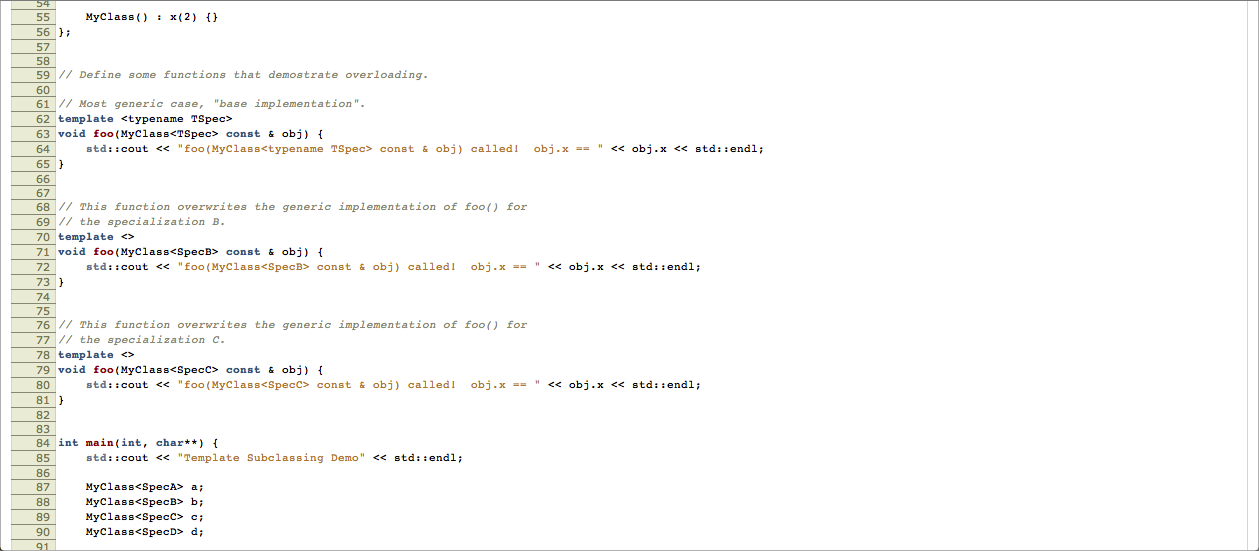 54
55     MyClass() : x(2) {}
56 };
57
58
59 // Define some functions that demostrate overloading.
60
61 // Most generic case, "base implementation".
62 template <typename TSpec>
63 void foo(MyClass<TSpec> const & obj) {
64     std::cout << "foo(MyClass<typename TSpec> const & obj) called!  obj.x == " << obj.x << std::endl;
65 }
66
67
68 // This function overwrites the generic implementation of foo() for
69 // the specialization B.
70 template <>
71 void foo(MyClass<SpecB> const & obj) {
72     std::cout << "foo(MyClass<SpecB> const & obj) called!  obj.x == " << obj.x << std::endl;
73 }
74
75
76 // This function overwrites the generic implementation of foo() for
77 // the specialization C.
78 template <>
79 void foo(MyClass<SpecC> const & obj) {
80     std::cout << "foo(MyClass<SpecC> const & obj) called!  obj.x == " << obj.x << std::endl;
81 }
82
83
84 int main(int, char**) {
85     std::cout << "Template Subclassing Demo" << std::endl;
86
87     MyClass<SpecA> a;
88     MyClass<SpecB> b;
89     MyClass<SpecC> c;
90     MyClass<SpecD> d;
91